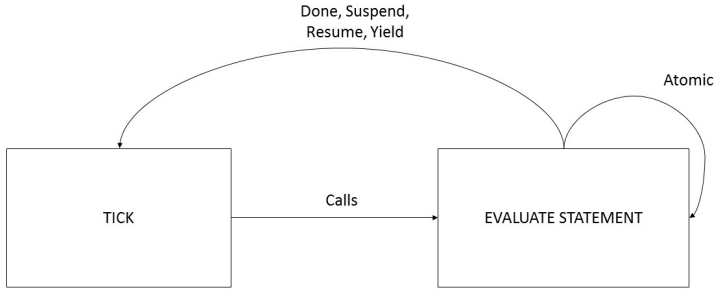 Done, Suspend,
Resume, Yield
Atomic
Calls
TICK
EVALUATE STATEMENT